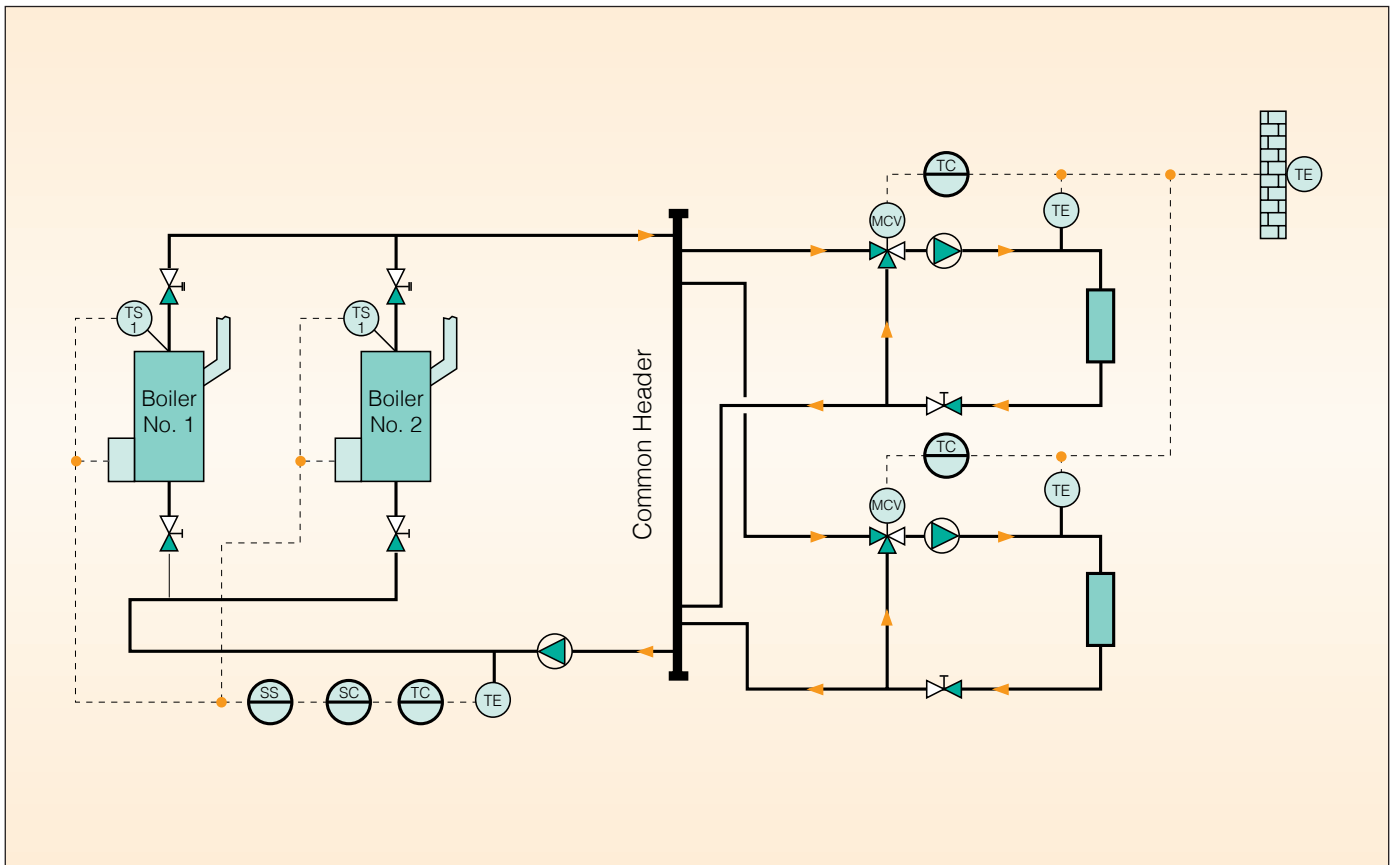 TC
TE
TE
MCV
TS
1
TS
1
Boiler
No. 1
Boiler
No. 2
Common Header
TC
TE
MCV
SS
SC
TC
TE